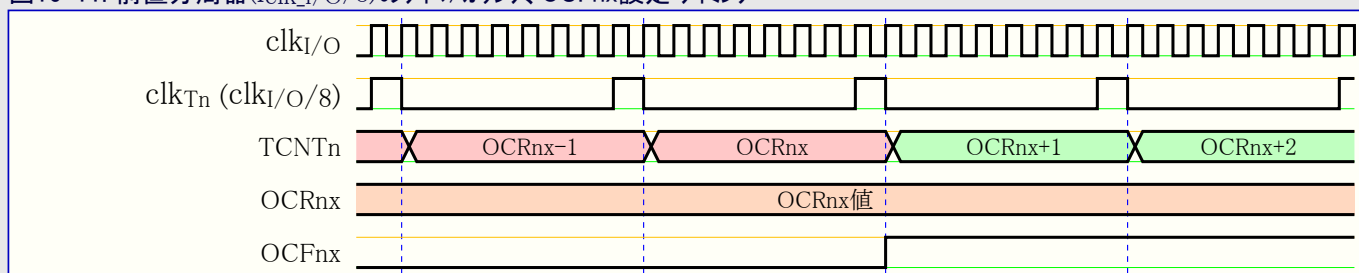 clkI/O
clkTn (clkI/O/8)
TCNTn OCRnx-1 OCRnx OCRnx+1 OCRnx+2
OCRnx OCRnx値
OCFnx